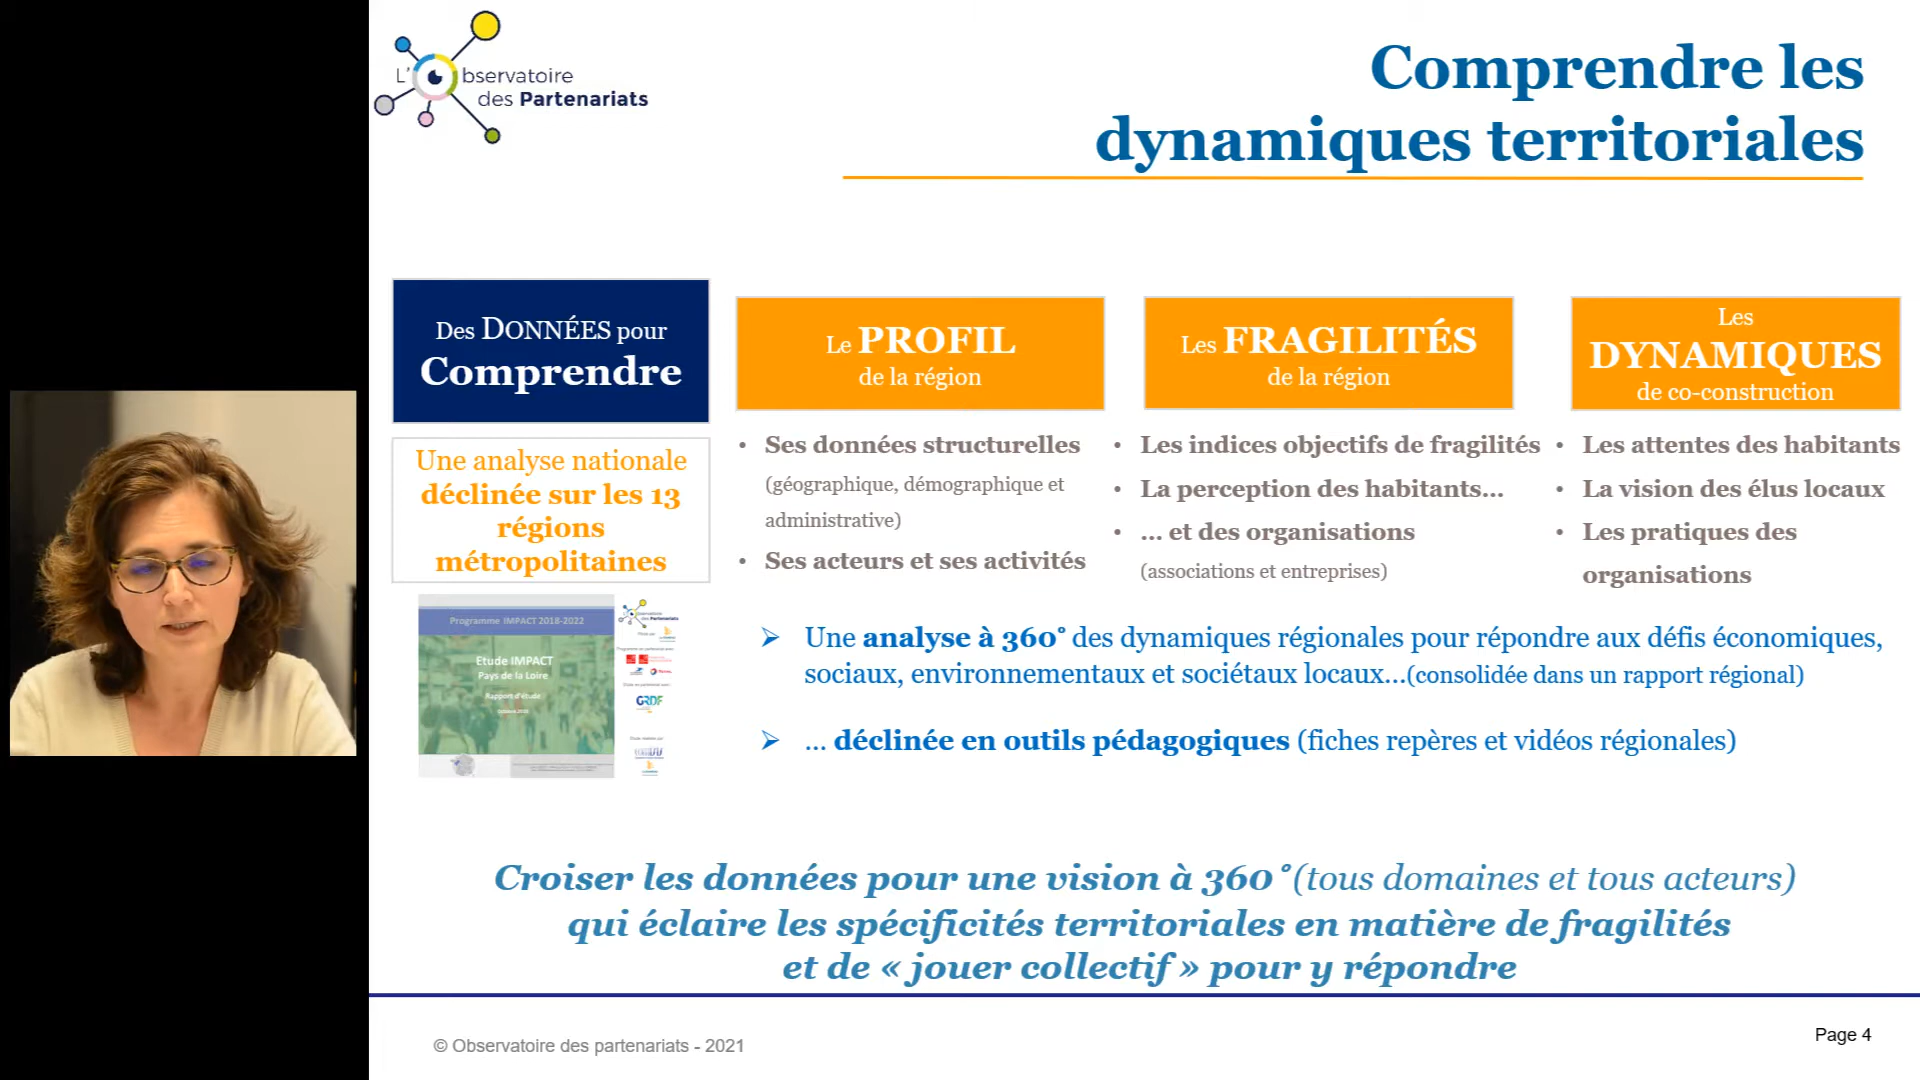 L'Observatoire
des Partenariats
Comprendre les
dynamiques territoriales
Des DONNÉES pour
Comprendre
Une analyse nationale
déclinée sur les 13
régions
métropolitaines
Le PROFIL
de la région
• Ses données structurelles
(géographique, démographique et
administrative)
• Ses acteurs et ses activités
Les FRAGILITÉS
de la région
• Les indices objectifs de fragilités
• La perception des habitants...
• ... et des organisations
(associations et entreprises)
Les
DYNAMIQUES
de co-construction
• Les attentes des habitants
• La vision des élus locaux
• Les pratiques des
organisations
Programme IMPACT 2018-2022
Etude IMPACT
Pays de la Loire
Rapport d'étude
GRDF
➢ Une analyse à 360° des dynamiques régionales pour répondre aux défis économiques,
sociaux, environnementaux et sociétaux locaux...(consolidée dans un rapport régional)
➢ ... déclinée en outils pédagogiques (fiches repères et vidéos régionales)
Croiser les données pour une vision à 360°(tous domaines et tous acteurs)
qui éclaire les spécificités territoriales en matière de fragilités
et de « jouer collectif » pour y répondre
© Observatoire des partenariats - 2021
Page 4